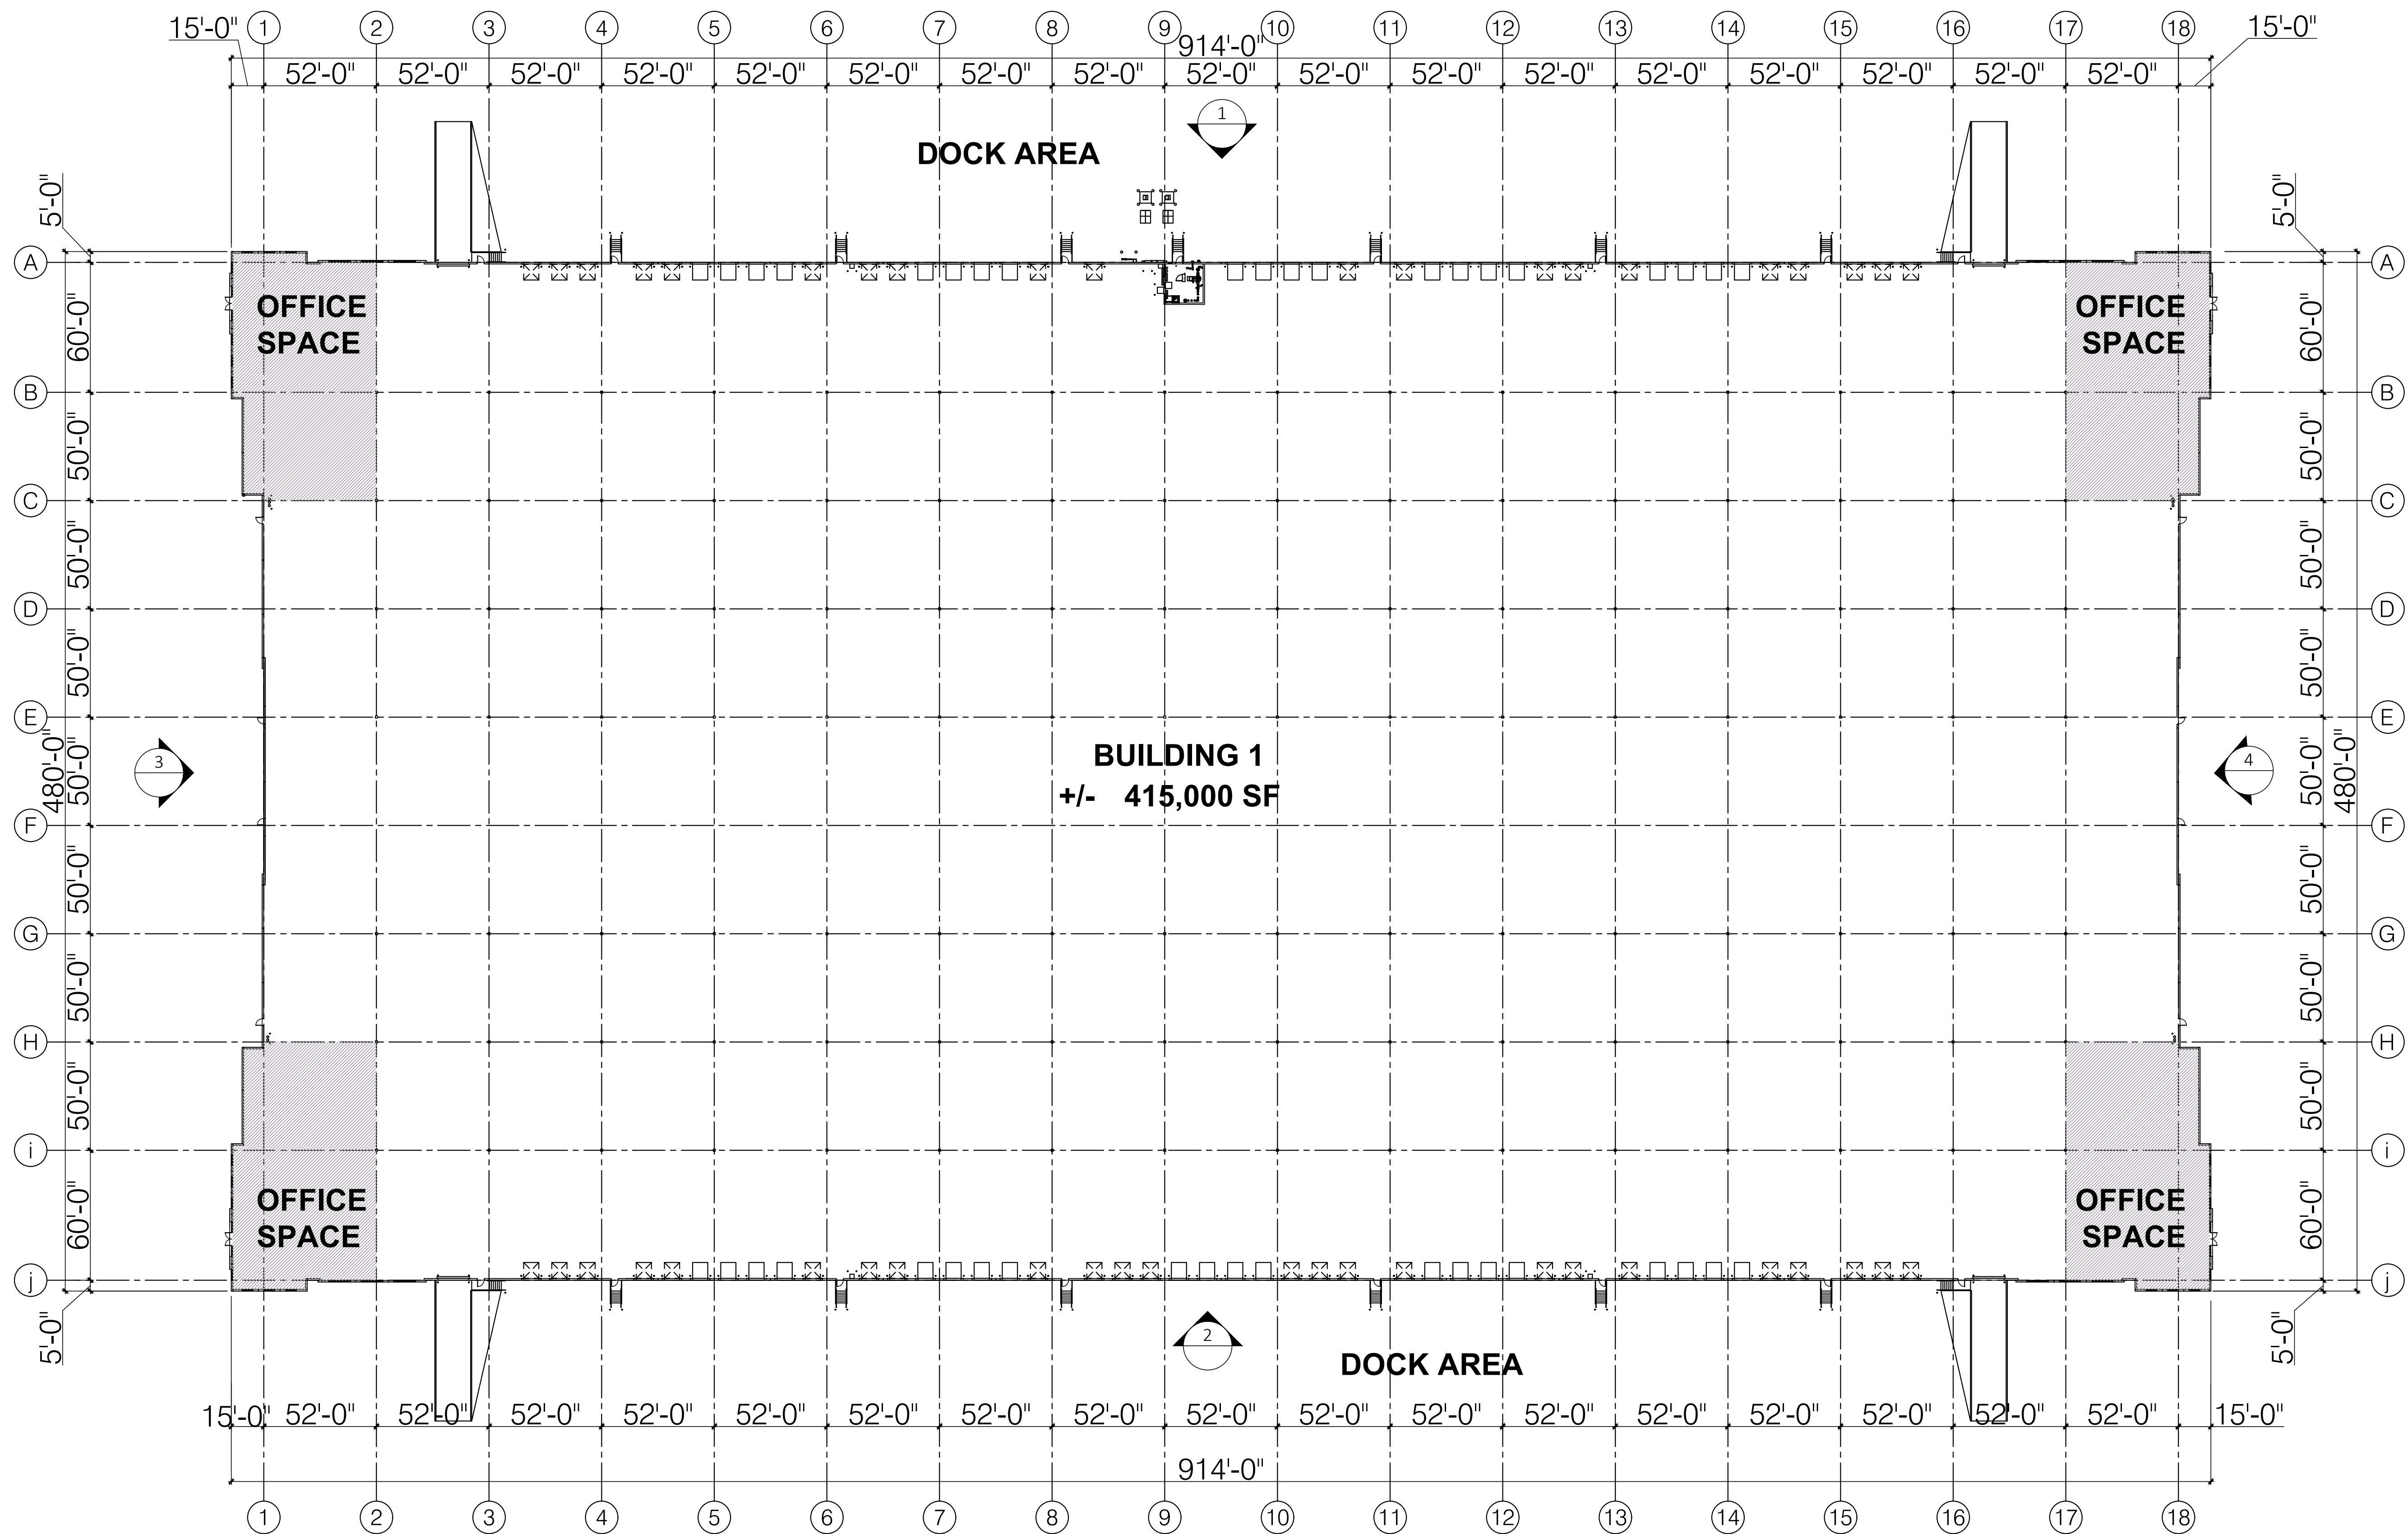 1 2 3 4 5 6 7 8 9 10 11 12 13 14 15 16 17 18
15'-0" 914'-0" 15'-0"
52'-0" 52'-0" 52'-0" 52'-0" 52'-0" 52'-0" 52'-0" 52'-0" 52'-0" 52'-0" 52'-0" 52'-0" 52'-0" 52'-0" 52'-0" 52'-0" 52'-0"
1
DOCK AREA
5'-0" 5'-0"
A A
OFFICE
SPACE
OFFICE
SPACE
60'-0" 60'-0"
B B
50'-0" 50'-0"
C C
50'-0" 50'-0"
D D
50'-0" 50'-0"
E E
BUILDING 1
+/- 415,000 SF
3 4
480'-0" 50'-0" 50'-0" 480'-0"
F F
50'-0" 50'-0"
G G
50'-0" 50'-0"
H H
50'-0" 50'-0"
i i
OFFICE
SPACE
OFFICE
SPACE
60'-0" 60'-0"
j j
5'-0" 5'-0"
2
DOCK AREA
15'-0" 52'-0" 52'-0" 52'-0" 52'-0" 52'-0" 52'-0" 52'-0" 52'-0" 52'-0" 52'-0" 52'-0" 52'-0" 52'-0" 52'-0" 52'-0" 52'-0" 52'-0" 15'-0"
914'-0"
1 2 3 4 5 6 7 8 9 10 11 12 13 14 15 16 17 18